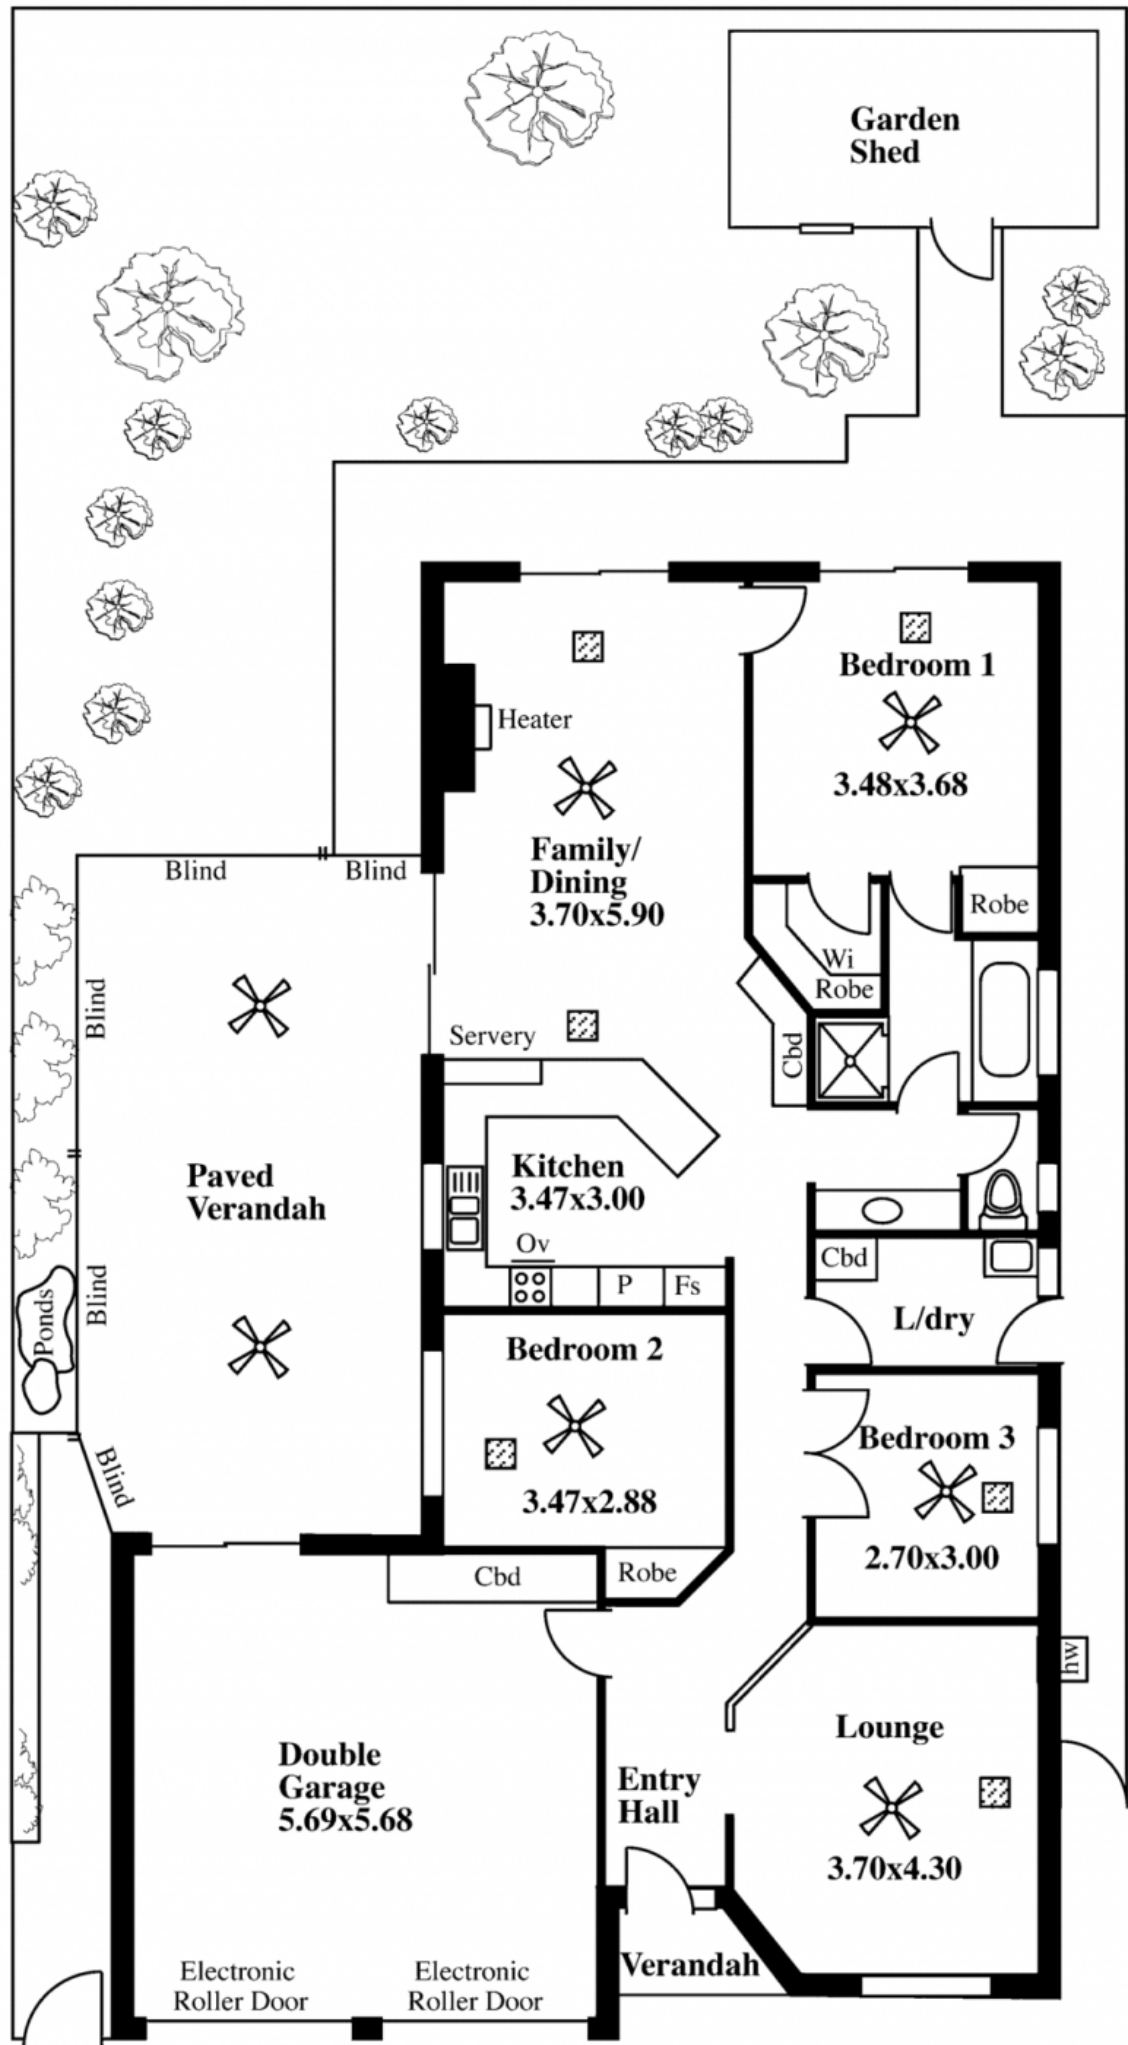 Garden
Shed
Bedroom 1
3.48x3.68
Heater
Family/
Dining
3.70x5.90
Blind
Blind
Robe
Wi
Robe
Blind
Servery
Cbd
Paved
Verandah
Kitchen
3.47x3.00
Ov
P
Fs
Cbd
Blind
Ponds
L/dry
Bedroom 2
3.47x2.88
Bedroom 3
2.70x3.00
Blind
Cbd
Robe
hw
Lounge
3.70x4.30
Double
Garage
5.69x5.68
Entry
Hall
Verandah
Electronic
Roller Door
Electronic
Roller Door